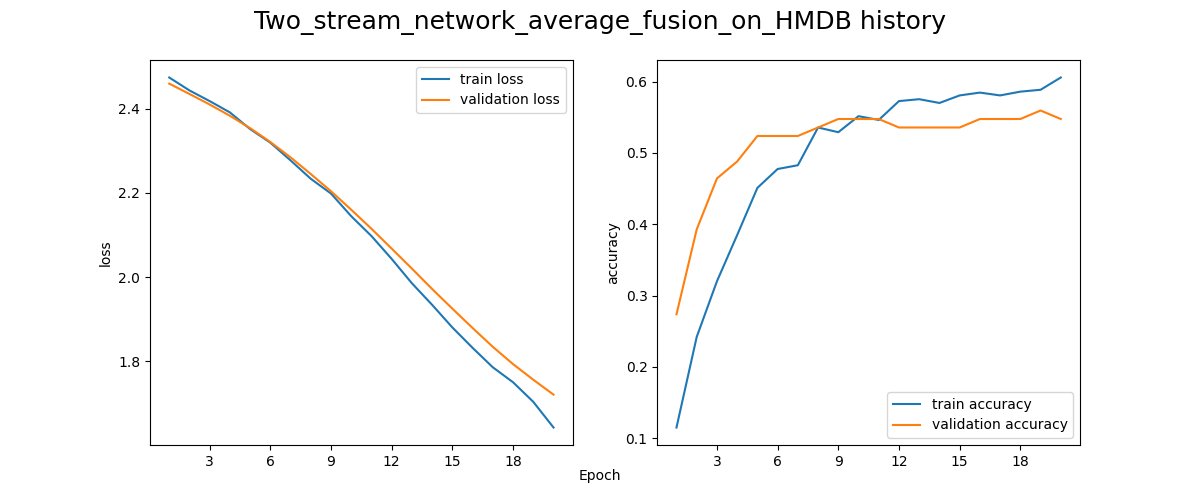 Two_stream_network_average_fusion_on_HMDB history
train loss
validation loss
loss
2.4
2.2
2.0
1.8
3 6 9 12 15 18
accuracy
0.6
0.5
0.4
0.3
0.2
0.1
train accuracy
validation accuracy
3 6 9 12 15 18
Epoch